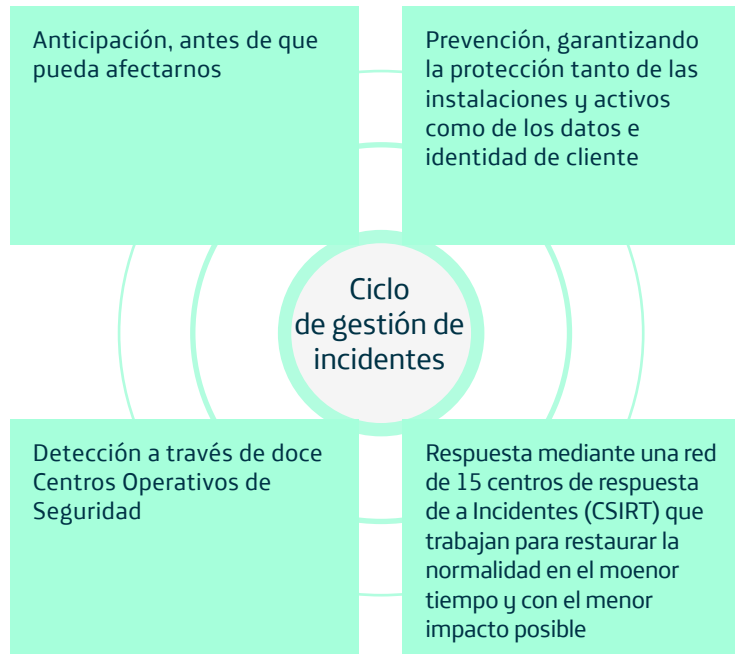 Anticipación, antes de que
pueda afectarnos
Prevención, garantizando
la protección tanto de las
instalaciones y activos
como de los datos e
identidad de cliente
Ciclo
de gestión de
incidentes
Detección a través de doce
Centros Operativos de
Seguridad
Respuesta mediante una red
de 15 centros de respuesta
de a Incidentes (CSIRT) que
trabajan para restaurar la
normalidad en el moenor
tiempo y con el menor
impacto posible